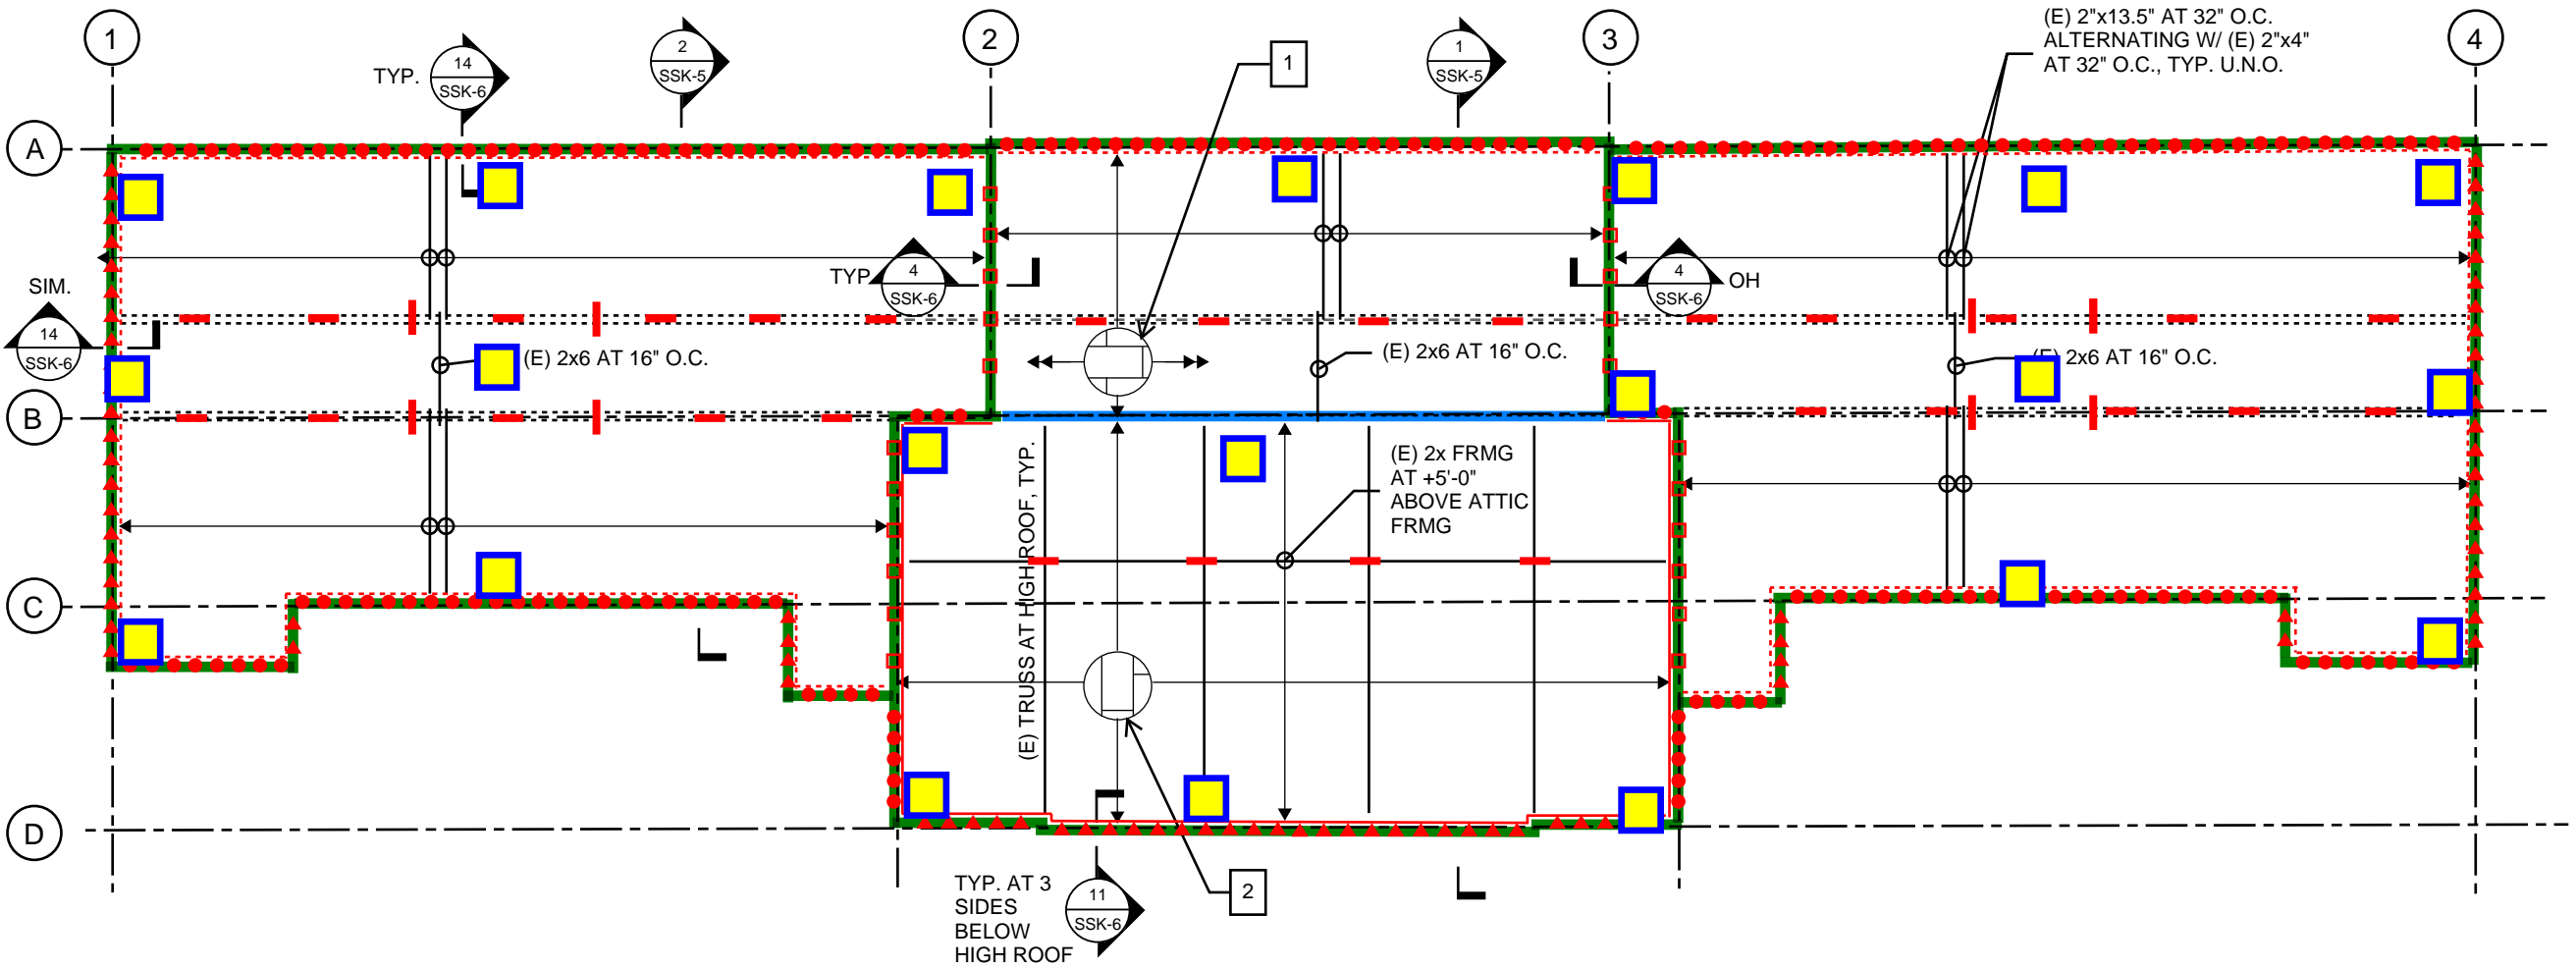 1
2
3
4
TYP.
14
SSK-6
2
SSK-5
1
1
SSK-5
(E) 2"x13.5" AT 32" O.C.
ALTERNATING W/ (E) 2"x4"
AT 32" O.C., TYP. U.N.O.
A
TYP
4
SSK-6
4
SSK-6
OH
SIM.
14
SSK-6
(E) 2x6 AT 16" O.C.
(E) 2x6 AT 16" O.C.
(E) 2x6 AT 16" O.C.
B
(E) TRUSS AT HIGH ROOF, TYP.
(E) 2x FRMG
AT +5'-0"
ABOVE ATTIC
FRMG
C
D
TYP. AT 3
SIDES
BELOW
HIGH ROOF
11
SSK-6
2